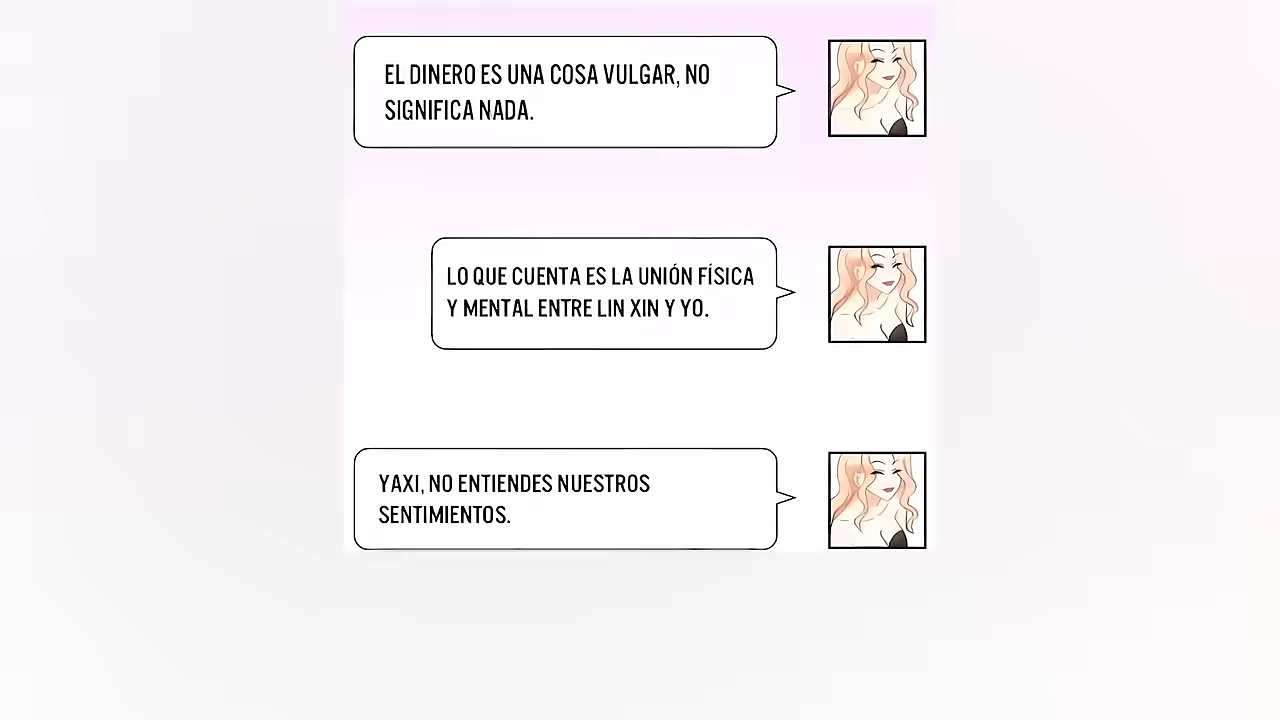 EL DINERO ES UNA COSA VULGAR, NO
SIGNIFICA NADA.
LO QUE CUENTA ES LA UNIÓN FÍSICA
Y MENTAL ENTRE LIN XIN Y YO.
YAXI, NO ENTIENDES NUESTROS
SENTIMIENTOS.